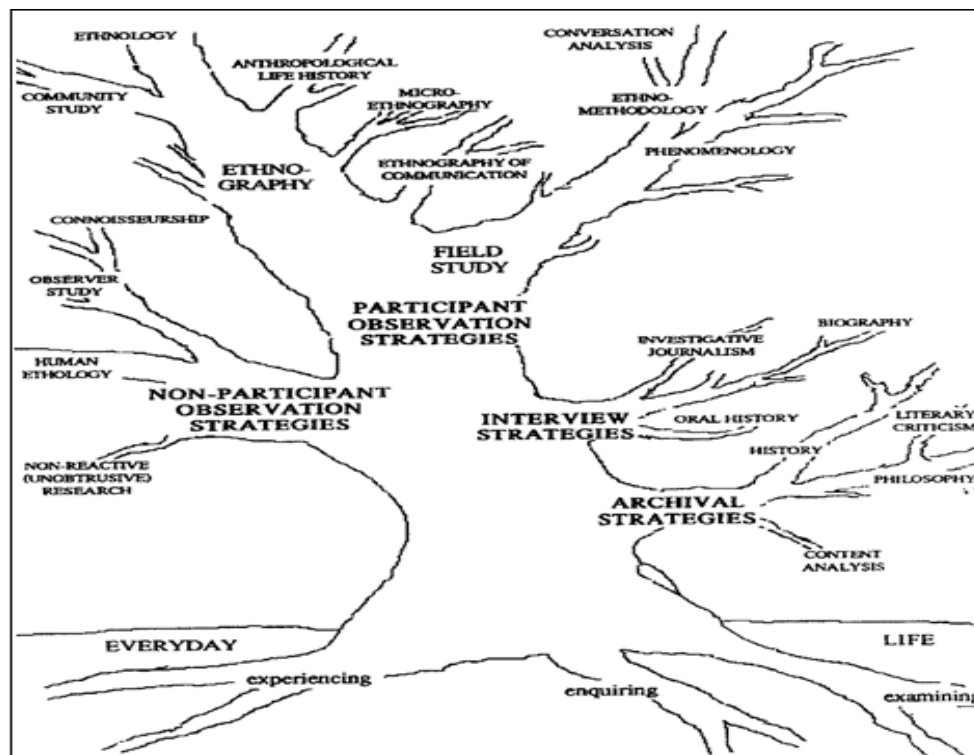 ETHNOLOGY
COMMUNITY
STUDY
ANTHROPOLOGICAL
LIFE HISTORY
MICRO-
ETHNOGRAPHY
CONVERSATION
ANALYSIS
ETHNO-
METHODOLOGY
PHENOMENOLOGY
ETHNO-
GRAPHY
ETHNOGRAPHY OF
COMMUNICATION
CONNOISSEURSHIP
OBSERVER
STUDY
FIELD
STUDY
PARTICIPANT
OBSERVATION
STRATEGIES
HUMAN
ETHOLOGY
NON-PARTICIPANT
OBSERVATION
STRATEGIES
NON-REACTIVE
(UNOBTRUSIVE)
RESEARCH
INVESTIGATIVE
JOURNALISM
BIOGRAPHY
INTERVIEW
STRATEGIES
ORAL HISTORY
HISTORY
LITERARY
CRITICISM
PHILOSOPHY
ARCHIVAL
STRATEGIES
CONTENT
ANALYSIS
EVERYDAY
LIFE
experiencing
enquiring
examining